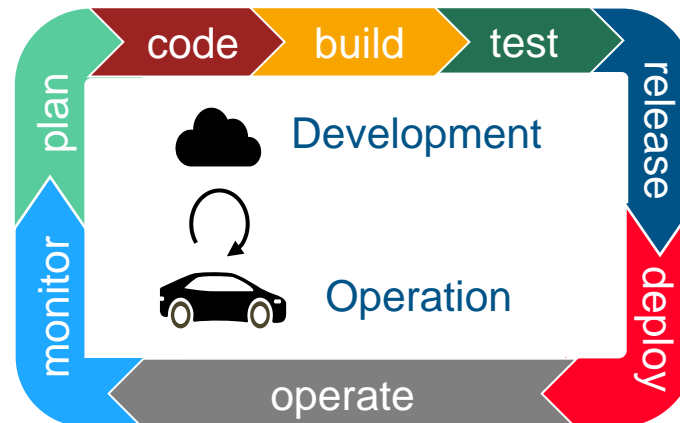 code
build
test
plan
release
Development
Operation
monitor
deploy
operate